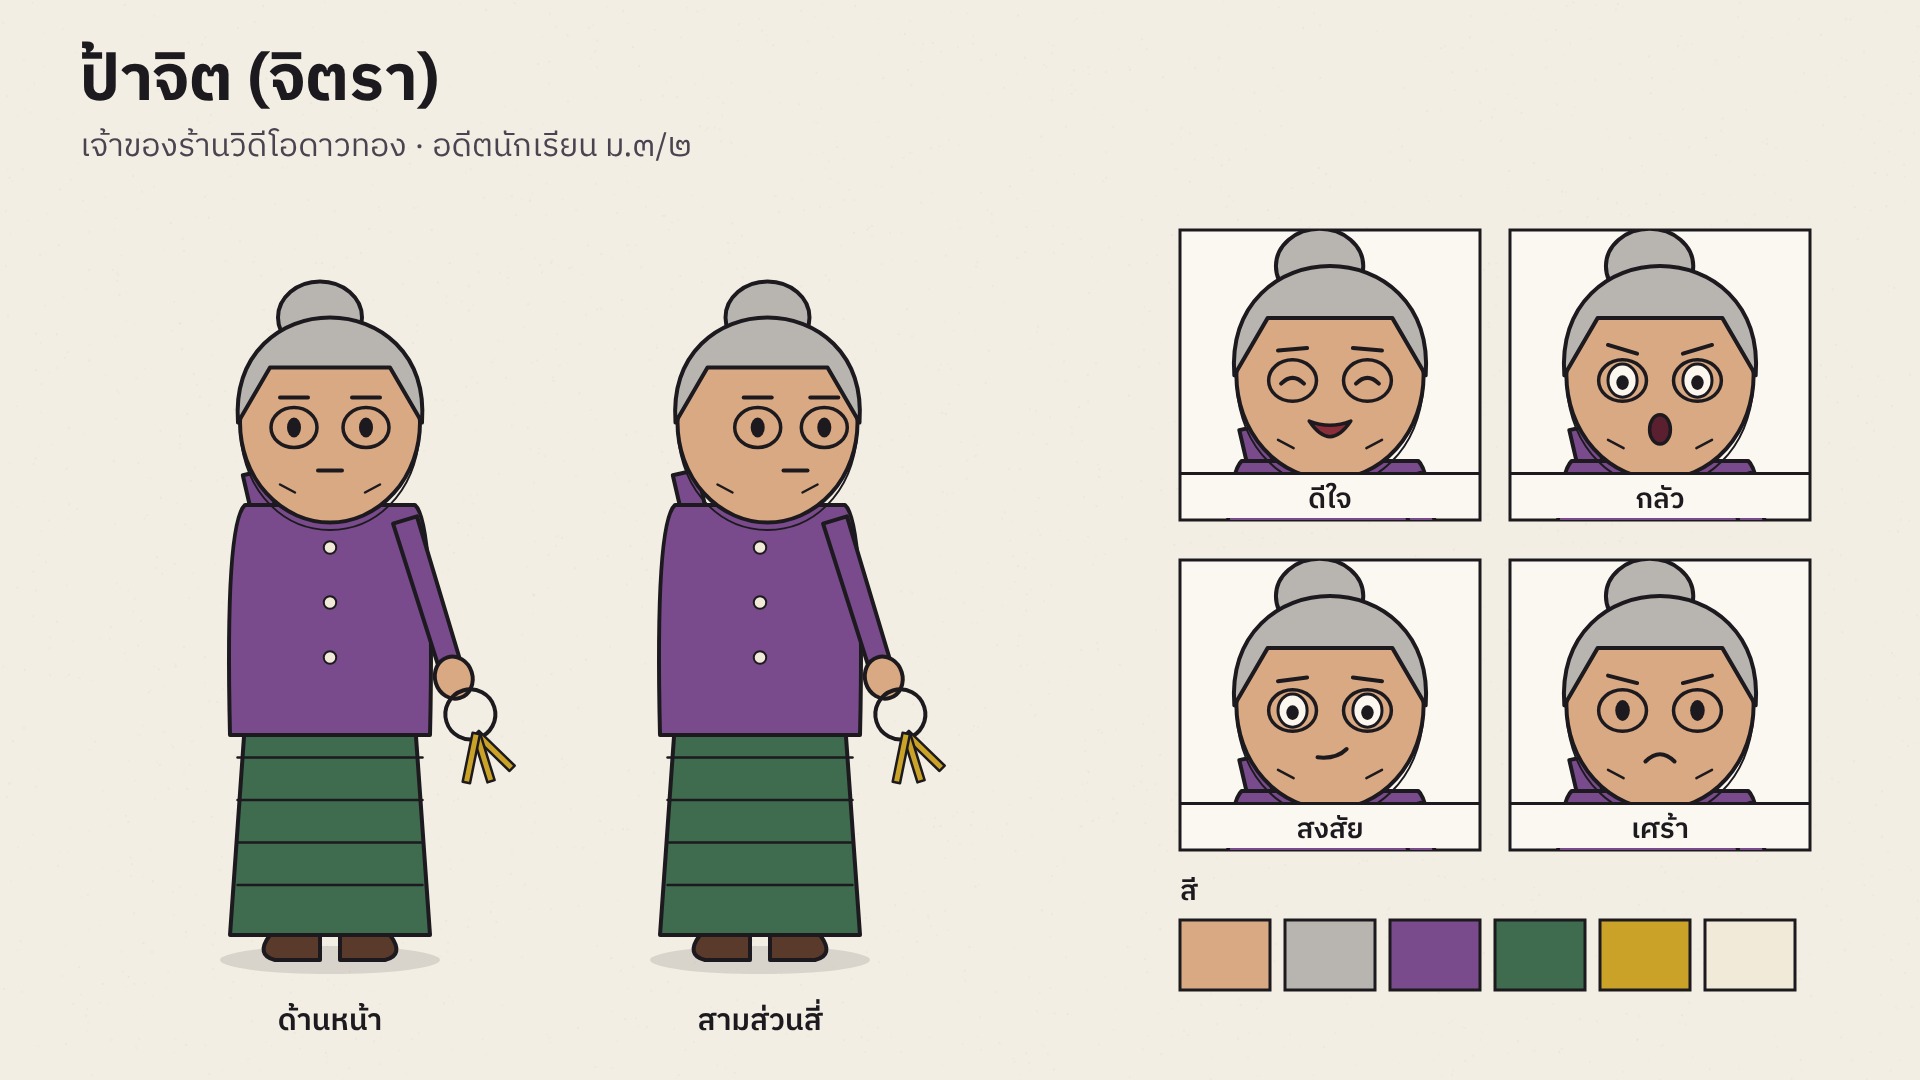 ป้าจิต (จิตรา)
เจ้าของร้านวิดีโอดาวทอง · อดีตนักเรียน ม.๓/๒
ดีใจ
กลัว
สงสัย
เศร้า
สี
ด้านหน้า
สามส่วนสี่